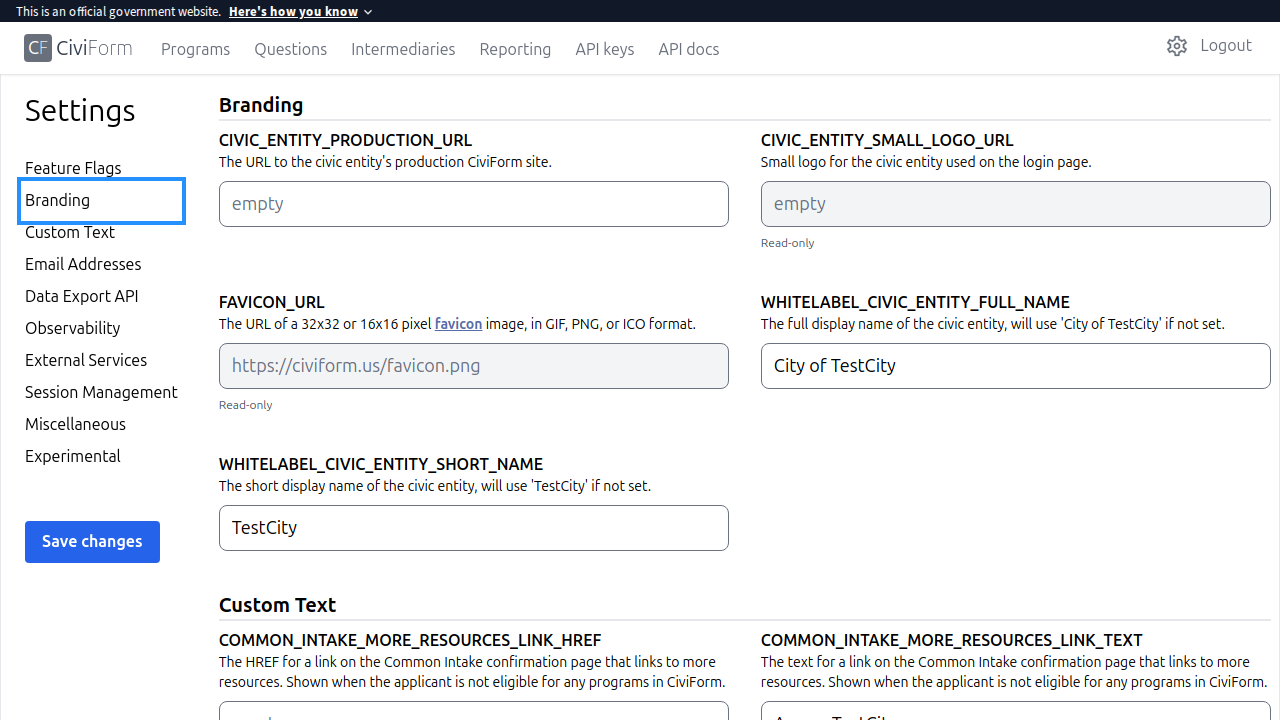 This is an official government website. Here's how you know
CF CiviForm Programs Questions Intermediaries Reporting API keys API docs Logout
Settings
Feature Flags
Branding
Custom Text
Email Addresses
Data Export API
Observability
External Services
Session Management
Miscellaneous
Experimental
Save changes
Branding
CIVIC_ENTITY_PRODUCTION_URL
The URL to the civic entity's production CiviForm site.
empty
CIVIC_ENTITY_SMALL_LOGO_URL
Small logo for the civic entity used on the login page.
empty
Read-only
FAVICON_URL
The URL of a 32x32 or 16x16 pixel favicon image, in GIF, PNG, or ICO format.
https://civiform.us/favicon.png
Read-only
WHITELABEL_CIVIC_ENTITY_FULL_NAME
The full display name of the civic entity, will use 'City of TestCity' if not set.
City of TestCity
WHITELABEL_CIVIC_ENTITY_SHORT_NAME
The short display name of the civic entity, will use 'TestCity' if not set.
TestCity
Custom Text
COMMON_INTAKE_MORE_RESOURCES_LINK_HREF
The HREF for a link on the Common Intake confirmation page that links to more
resources. Shown when the applicant is not eligible for any programs in CiviForm.
COMMON_INTAKE_MORE_RESOURCES_LINK_TEXT
The text for a link on the Common Intake confirmation page that links to more
resources. Shown when the applicant is not eligible for any programs in CiviForm.